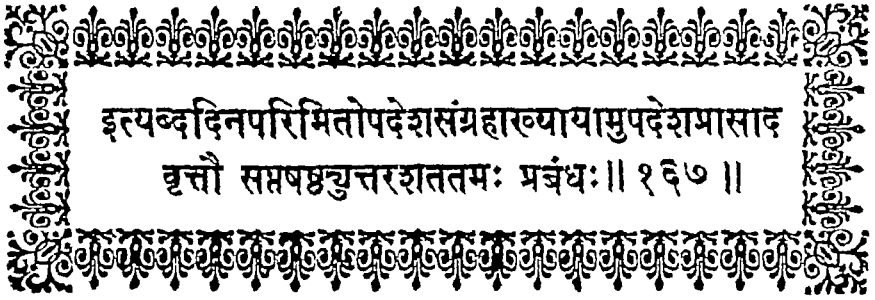 इत्यब्ददिनपरिमितोपदेशसंग्रहाख्यायामुपदेशप्रासाद
वृत्तौ सप्तषष्ठ्युत्तरशततमः प्रबंधः॥ १६७ ॥